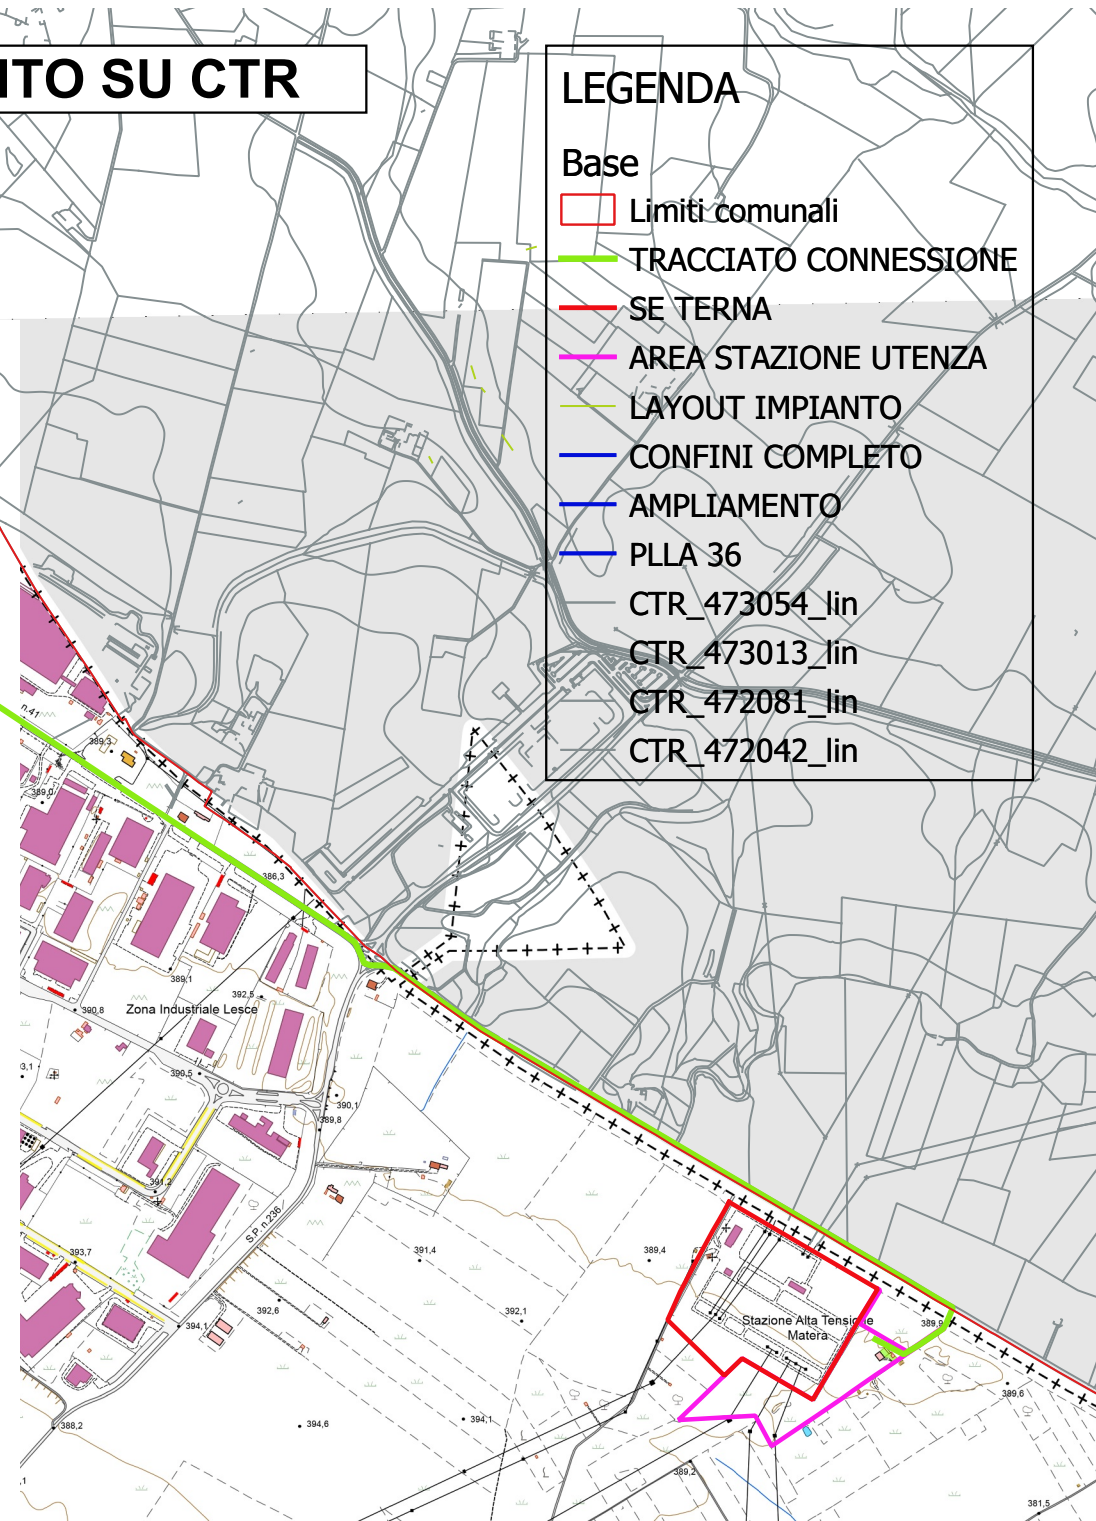 ITO SU CTR
LEGENDA
Base
Limiti comunali
TRACCIATO CONNESSIONE
SE TERNA
AREA STAZIONE UTENZA
LAYOUT IMPIANTO
CONFINI COMPLETO
AMPLIAMENTO
PLLA 36
CTR_473054_lin
CTR_473013_lin
CTR_472081_lin
CTR_472042_lin
n.41
389,3
389,0
386,3
389,1
392,5
390,8
Zona Industriale Lesce
390,5
390,1
389,8
391,2
S.P. n.236
393,7
391,4
389,4
392,6
392,1
394,1
Stazione Alta Tensione
Matera
389,9
389,6
388,2
394,6
394,1
389,2
381,5